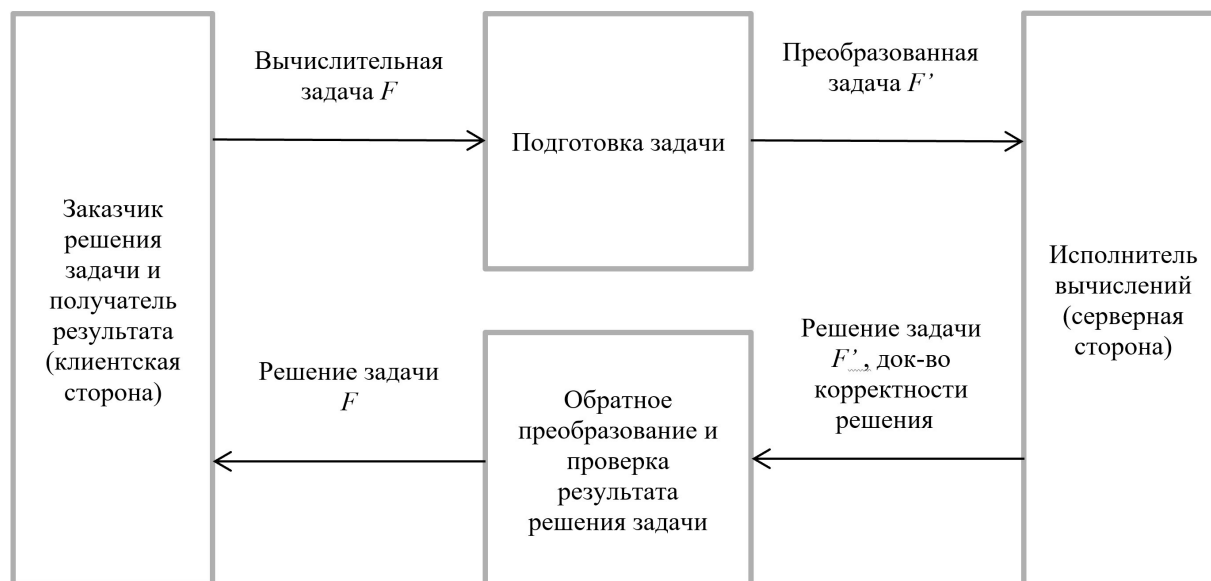 Вычислительная
задача F
Преобразованная
задача F’
Подготовка задачи
Заказчик
решения
задачи и
получатель
результата
(клиентская
сторона)
Исполнитель
вычислений
(серверная
сторона)
Решение задачи
F
Обратное
преобразование и
проверка
результата
решения задачи
Решение задачи
F’ , док-во
корректности
решения